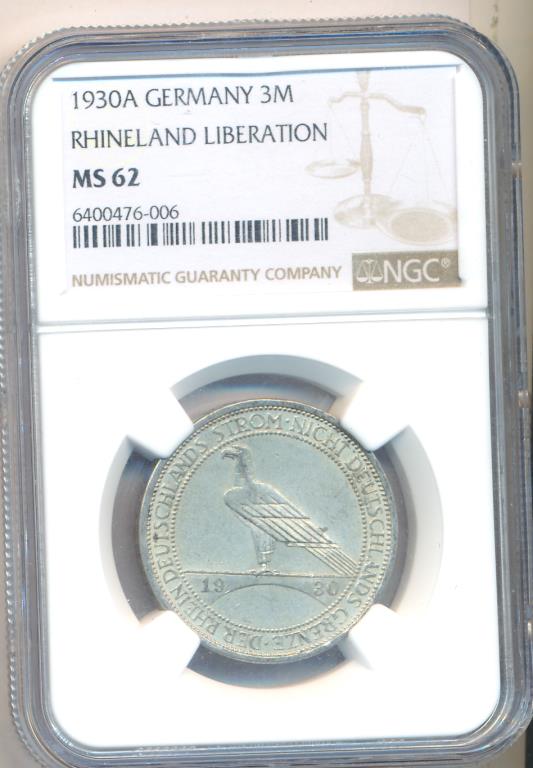 1930A GERMANY 3M
RHINELAND LIBERATION
MS 62
6400476-006
NUMISMATIC GUARANTY COMPANY
NGC®
DER RHEIN DEUTSCHLANDS STROM · NICHT DEUTSCHLANDS GRENZE ·
19 30